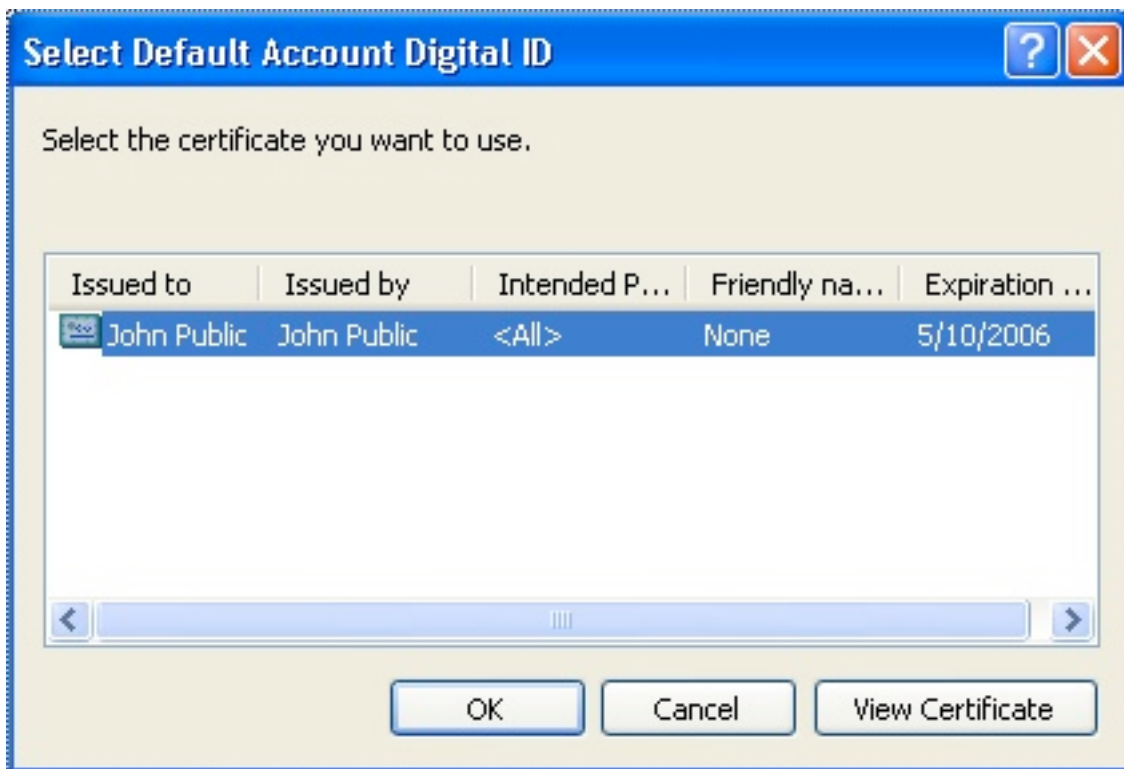 Select Default Account Digital ID
Select the certificate you want to use.
Issued to Issued by Intended P... Friendly na... Expiration ...
John Public John Public <All> None 5/10/2006
OK Cancel View Certificate